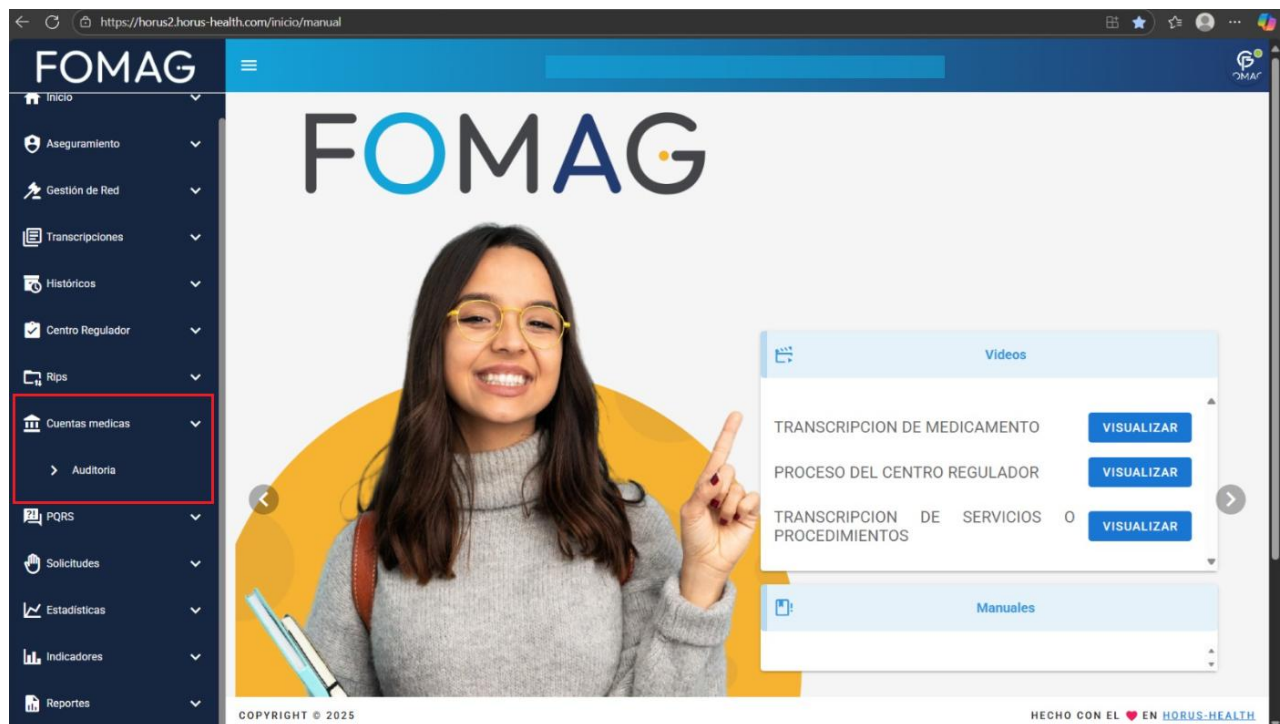 https://horus2.horus-health.com/inicio/manual
FOMAG
Inicio
Aseguramiento
Gestión de Red
Transcripciones
Históricos
Centro Regulador
Rips
Cuentas medicas
Auditoria
PQRS
Solicitudes
Estadísticas
Indicadores
Reportes
FOMAG
Videos
TRANSCRIPCION DE MEDICAMENTO
VISUALIZAR
PROCESO DEL CENTRO REGULADOR
VISUALIZAR
TRANSCRIPCION DE SERVICIOS O
PROCEDIMIENTOS
VISUALIZAR
Manuales
COPYRIGHT © 2025
HECHO CON EL ❤ EN HORUS-HEALTH